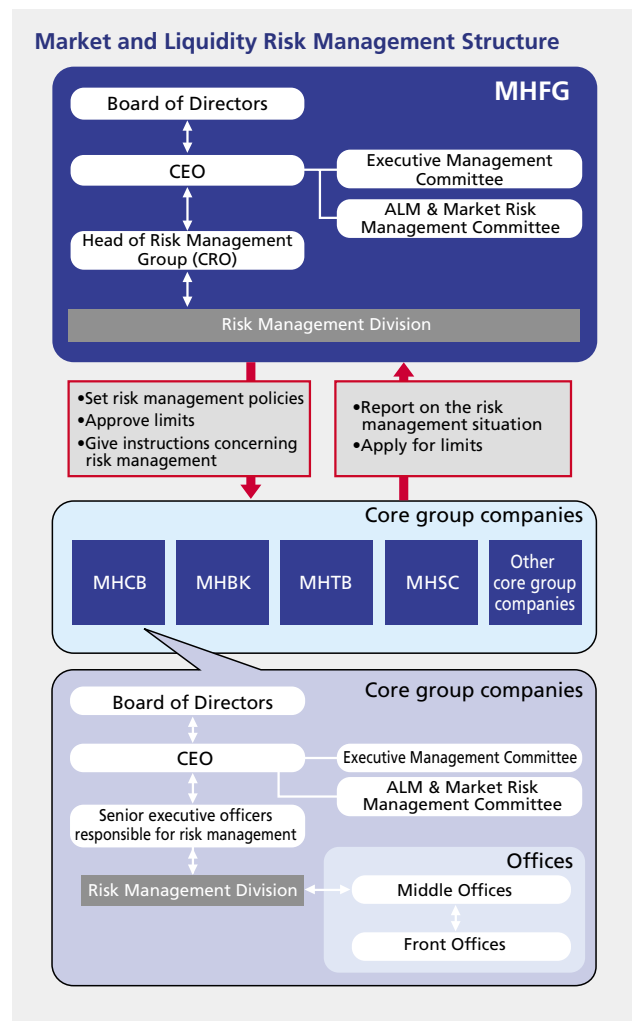 Market and Liquidity Risk Management Structure
MHFG
Board of Directors
CEO
Executive Management
Committee
ALM & Market Risk
Management Committee
Head of Risk Management
Group (CRO)
Risk Management Division
•Set risk management policies
•Approve limits
•Give instructions concerning
risk management
•Report on the risk
management situation
•Apply for limits
Core group companies
MHCB
MHBK
MHTB
MHSC
Other
core group
companies
Core group companies
Board of Directors
CEO
Executive Management Committee
ALM & Market Risk
Management Committee
Senior executive officers
responsible for risk management
Offices
Risk Management Division
Middle Offices
Front Offices